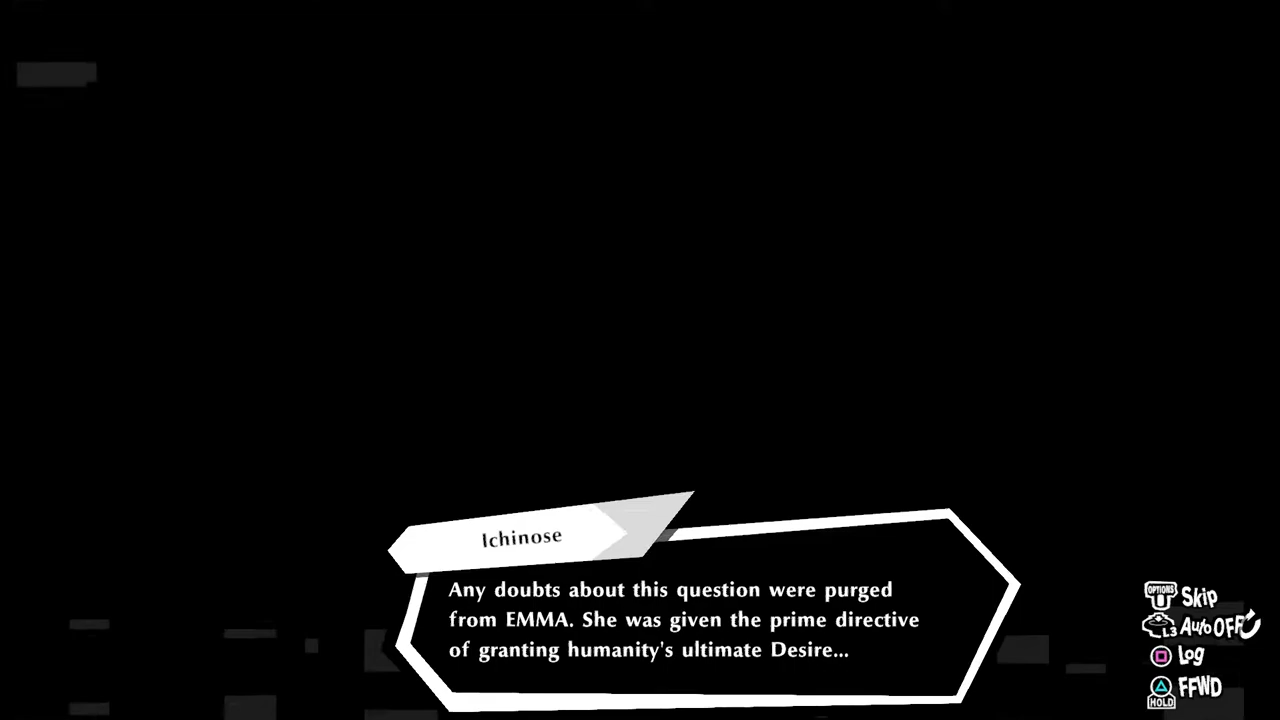 Ichinose
Any doubts about this question were purged
from EMMA. She was given the prime directive
of granting humanity's ultimate Desire...
OPTIONS Skip
L3 Auto OFF
Log
HOLD FFWD